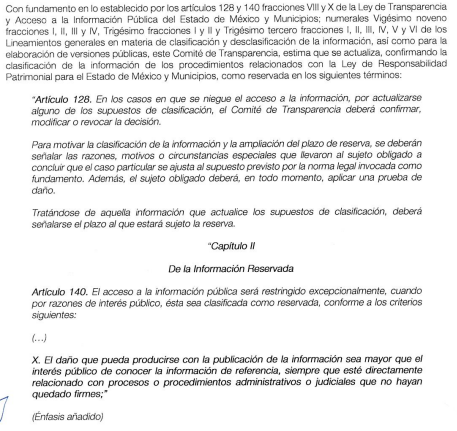 Con fundamento en lo establecido por los artículos 128 y 140 fracciones VIII y X de la Ley de Transparencia
y Acceso a la Información Pública del Estado de México y Municipios; numerales Vigésimo noveno
fracciones I, II, III y IV, Trigésimo fracciones I y II y Trigésimo tercero fracciones I, II, III, IV, V y VI de los
Lineamientos generales en materia de clasificación y desclasificación de la información, así como para la
elaboración de versiones públicas, este Comité de Transparencia, estima que se actualiza, confirmando la
clasificación de la información de los procedimientos relacionados con la Ley de Responsabilidad
Patrimonial para el Estado de México y Municipios, como reservada en los siguientes términos:
"Artículo 128. En los casos en que se niegue el acceso a la información, por actualizarse
alguno de los supuestos de clasificación, el Comité de Transparencia deberá confirmar,
modificar o revocar la decisión.
Para motivar la clasificación de la información y la ampliación del plazo de reserva, se deberán
señalar las razones, motivos o circunstancias especiales que llevaron al sujeto obligado a
concluir que el caso particular se ajusta al supuesto previsto por la norma legal invocada como
fundamento. Además, el sujeto obligado deberá, en todo momento, aplicar una prueba de
daño.
Tratándose de aquella información que actualice los supuestos de clasificación, deberá
señalarse el plazo al que estará sujeto la reserva.
"Capítulo II
De la Información Reservada
Artículo 140. El acceso a la información pública será restringido excepcionalmente, cuando
por razones de interés público, ésta sea clasificada como reservada, conforme a los criterios
siguientes:
(...)
X. El daño que pueda producirse con la publicación de la información sea mayor que el
interés público de conocer la información de referencia, siempre que esté directamente
relacionado con procesos o procedimientos administrativos o judiciales que no hayan
quedado firmes;"
(Énfasis añadido)